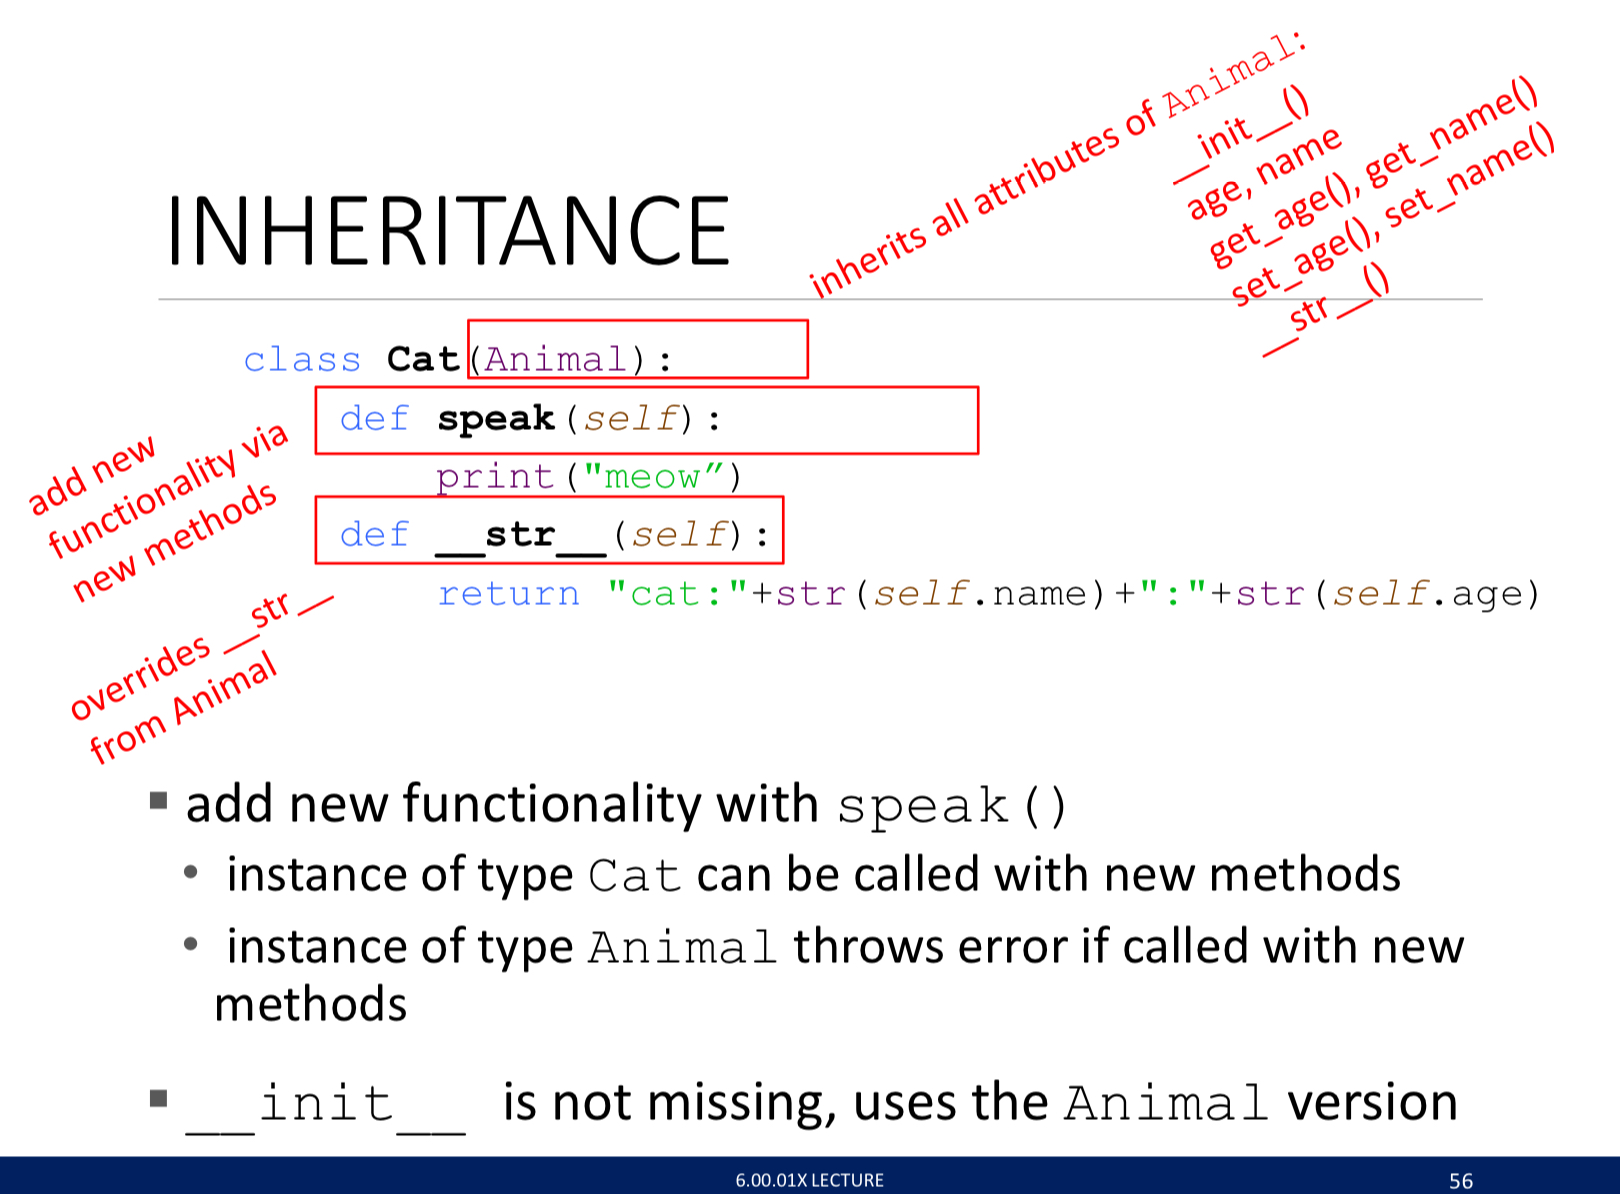 inherits all attributes of Animal:
__init__()
age, name
get_age(), get_name()
set_age(), set_name()
__str__()
INHERITANCE
class Cat(Animal):
def speak(self):
print("meow”)
def __str__(self):
return "cat:"+str(self.name)+":"+str(self.age)
add new
functionality via
new methods
overrides __str__
from Animal
▪ add new functionality with speak()
• instance of type Cat can be called with new methods
• instance of type Animal throws error if called with new
methods
▪ __init__ is not missing, uses the Animal version
6.00.01X LECTURE
56